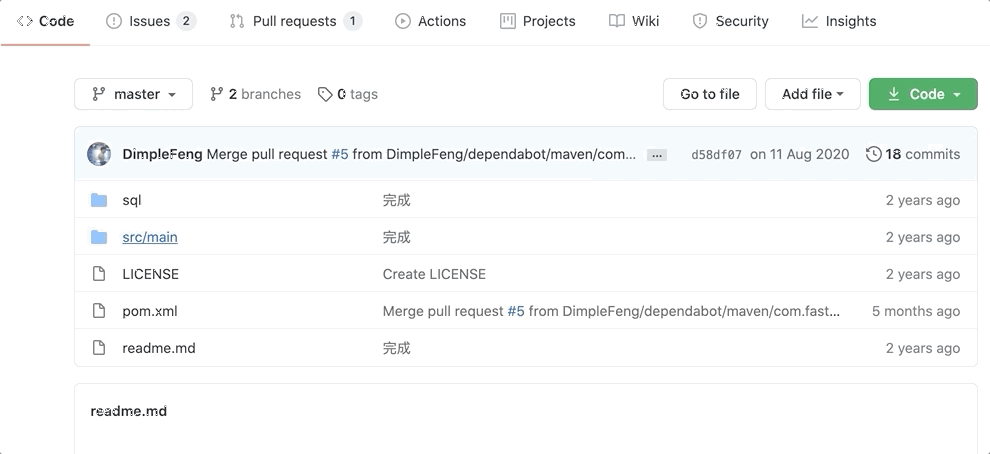 Code Issues 2 Pull requests 1 Actions Projects Wiki Security Insights
master 2 branches 0 tags Go to file Add file Code
DimpleFeng Merge pull request #5 from DimpleFeng/dependabot/maven/com... ... d58df07 on 11 Aug 2020 18 commits
sql 完成 2 years ago
src/main 完成 2 years ago
LICENSE Create LICENSE 2 years ago
pom.xml Merge pull request #5 from DimpleFeng/dependabot/maven/com.fast... 5 months ago
readme.md 完成 2 years ago
readme.md